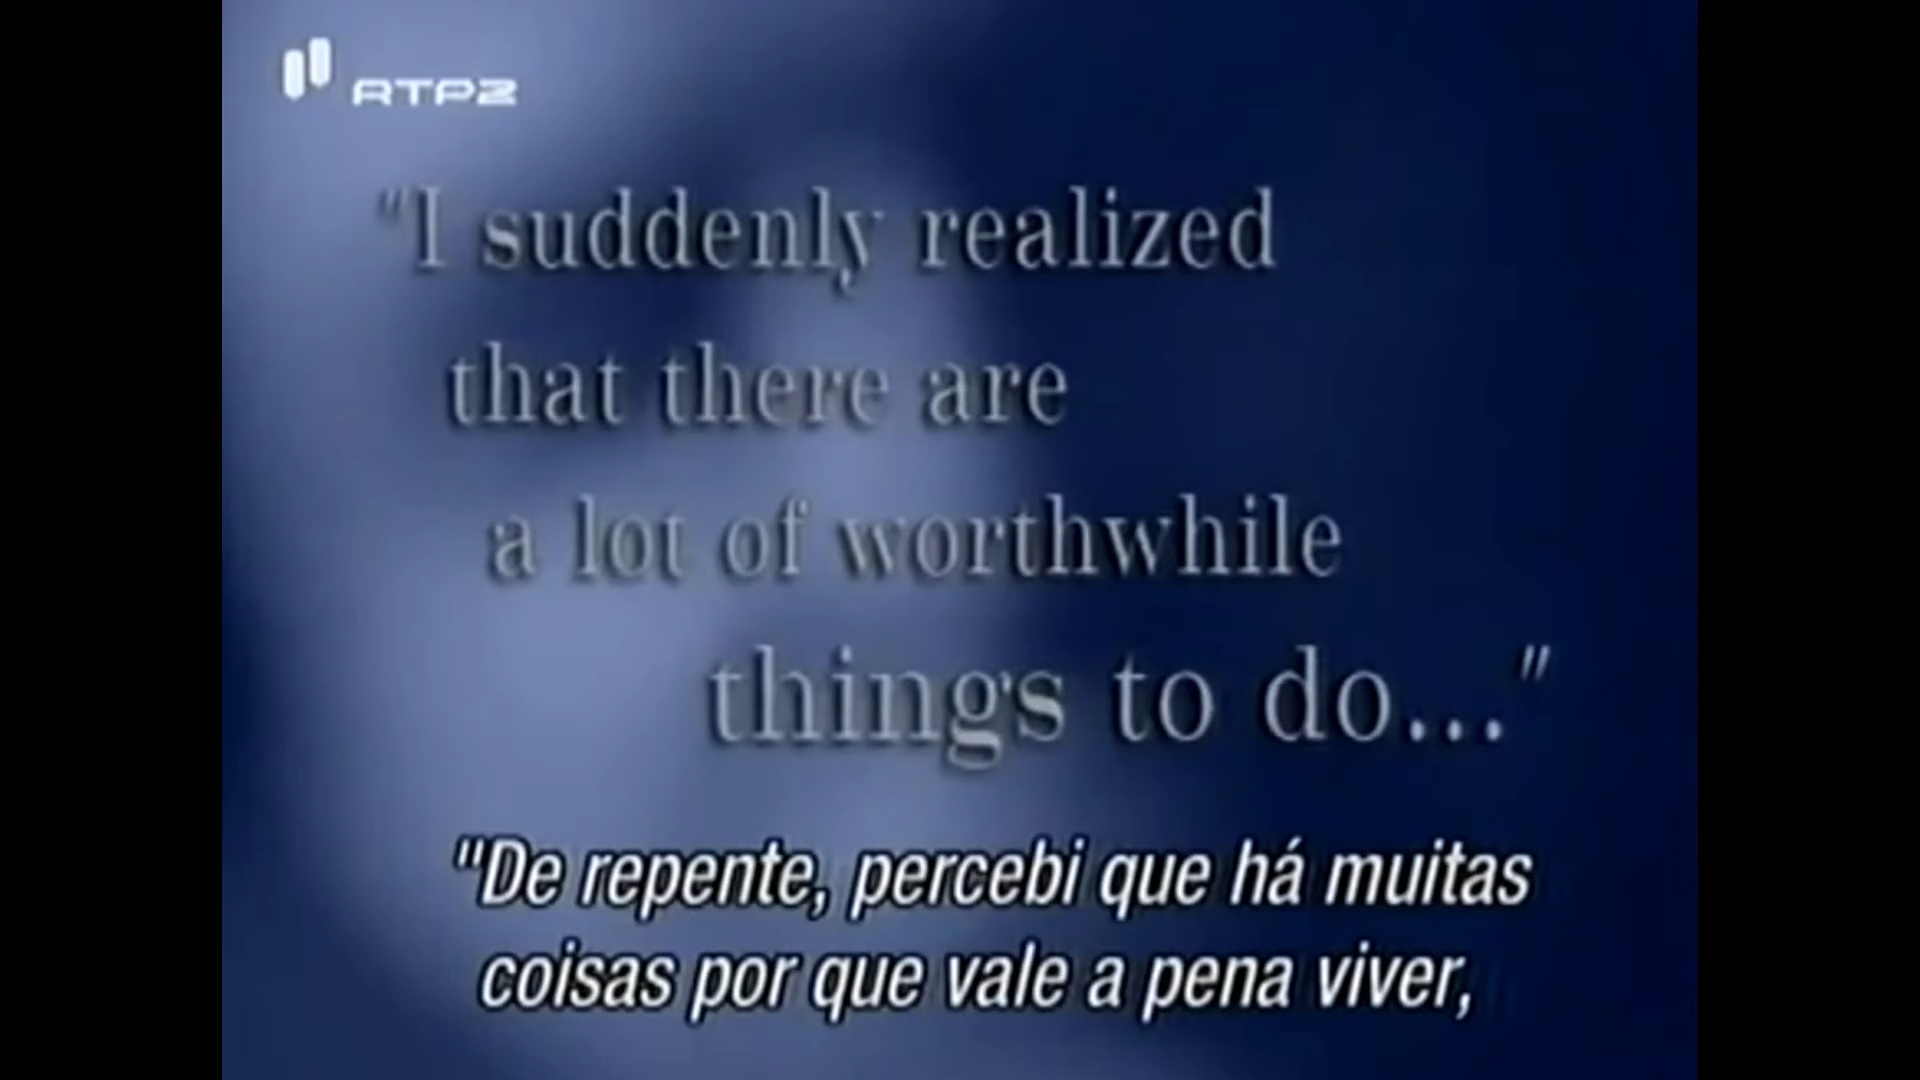 RTP2
"I suddenly realized
that there are
a lot of worthwhile
things to do..."
"De repente, percebi que há muitas
coisas por que vale a pena viver,